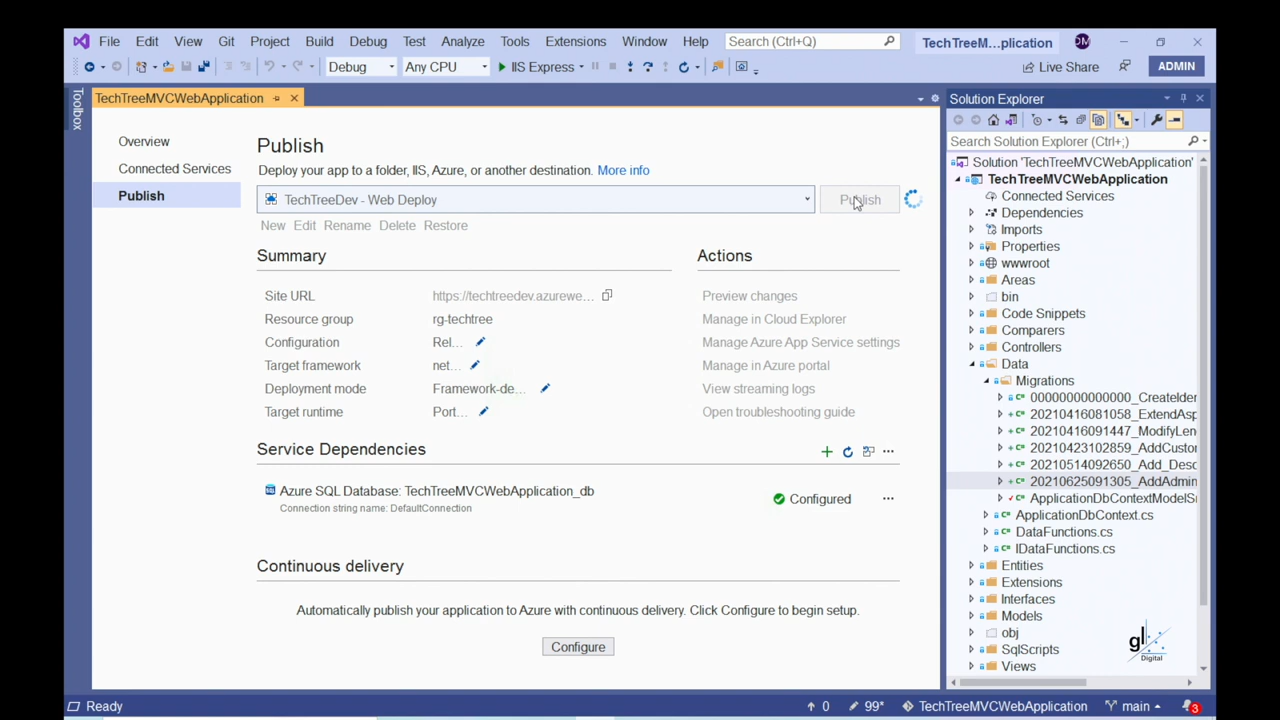 File Edit View Git Project Build Debug Test Analyze Tools Extensions Window Help Search (Ctrl+Q) TechTreeM...plication DM
Debug Any CPU IIS Express Live Share ADMIN
Toolbox
TechTreeMVCWebApplication
Overview
Connected Services
Publish
Publish
Deploy your app to a folder, IIS, Azure, or another destination. More info
TechTreeDev - Web Deploy Publish
New Edit Rename Delete Restore
Summary
Site URL https://techtreedev.azurewe...
Resource group rg-techtree
Configuration Rel...
Target framework net...
Deployment mode Framework-de...
Target runtime Port...
Actions
Preview changes
Manage in Cloud Explorer
Manage Azure App Service settings
Manage in Azure portal
View streaming logs
Open troubleshooting guide
Service Dependencies
Azure SQL Database: TechTreeMVCWebApplication_db
Connection string name: DefaultConnection
Configured
Continuous delivery
Automatically publish your application to Azure with continuous delivery. Click Configure to begin setup.
Configure
Solution Explorer
Search Solution Explorer (Ctrl+;)
Solution 'TechTreeMVCWebApplication'
TechTreeMVCWebApplication
Connected Services
Dependencies
Imports
Properties
wwwroot
Areas
bin
Code Snippets
Comparers
Controllers
Data
Migrations
00000000000000_CreateIden
20210416081058_ExtendAsp
20210416091447_ModifyLen
20210423102859_AddCusto
20210514092650_Add_Desc
20210625091305_AddAdmin
ApplicationDbContextModelSn
ApplicationDbContext.cs
DataFunctions.cs
IDataFunctions.cs
Entities
Extensions
Interfaces
Models
obj
SqlScripts
Views
gl
Digital
Ready 0 99* TechTreeMVCWebApplication main 3